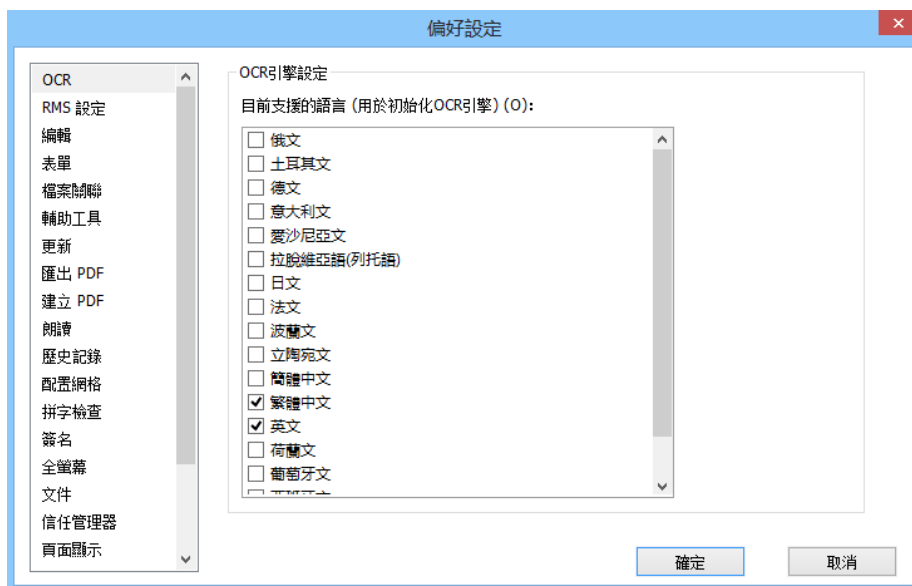 偏好設定
OCR
RMS 設定
編輯
表單
檔案關聯
輔助工具
更新
匯出 PDF
建立 PDF
朗讀
歷史記錄
配置網格
拼字檢查
簽名
全螢幕
文件
信任管理器
頁面顯示
OCR引擎設定
目前支援的語言 (用於初始化OCR引擎) (O):
俄文
土耳其文
德文
意大利文
愛沙尼亞文
拉脫維亞語(列托語)
日文
法文
波蘭文
立陶宛文
簡體中文
繁體中文
英文
荷蘭文
葡萄牙文
確定
取消